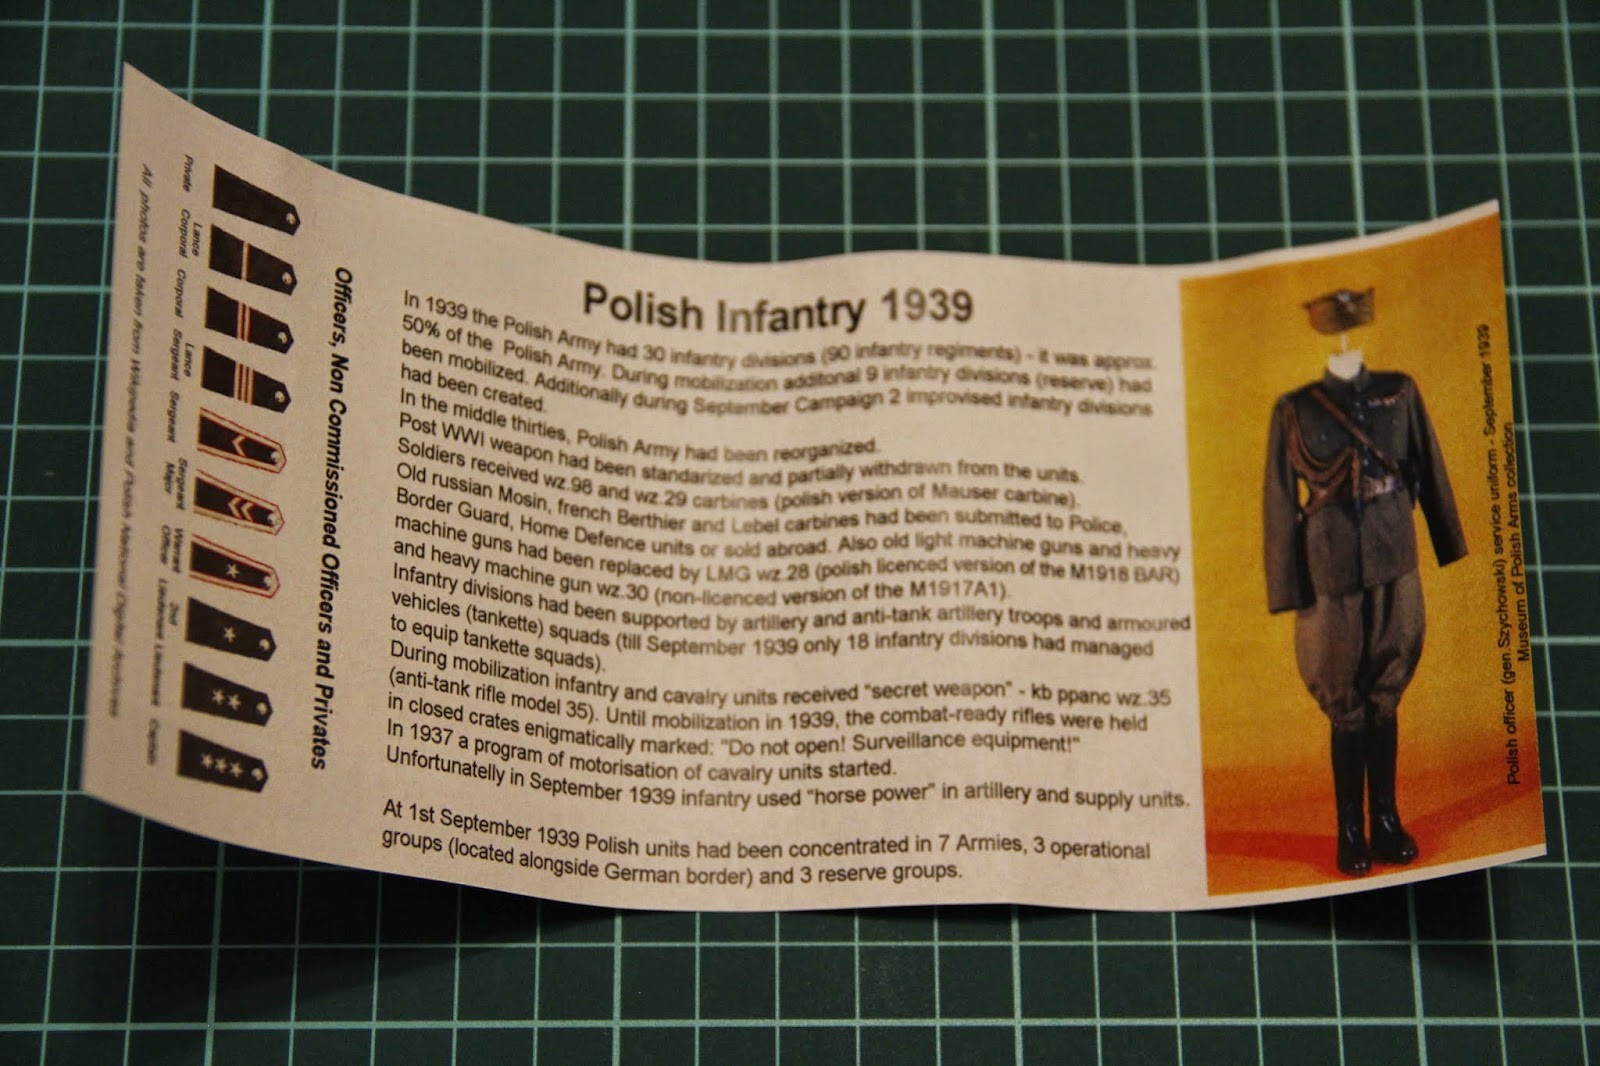 Polish Infantry 1939
In 1939 the Polish Army had 30 infantry divisions (90 infantry regiments) - it was approx.
50% of the Polish Army. During mobilization additonal 9 infantry divisions (reserve) had
been mobilized. Additionally during September Campaign 2 improvised infantry divisions
had been created.
In the middle thirties, Polish Army had been reorganized.
Post WWI weapon had been standarized and partially withdrawn from the units.
Soldiers received wz.98 and wz.29 carbines (polish version of Mauser carbine).
Old russian Mosin, french Berthier and Lebel carbines had been submitted to Police,
Border Guard, Home Defence units or sold abroad. Also old light machine guns and heavy
machine guns had been replaced by LMG wz.28 (polish licenced version of the M1918 BAR)
and heavy machine gun wz.30 (non-licenced version of the M1917A1).
Infantry divisions had been supported by artillery and anti-tank artillery troops and armoured
vehicles (tankette) squads (till September 1939 only 18 infantry divisions had managed
to equip tankette squads).
During mobilization infantry and cavalry units received "secret weapon" - kb ppanc wz.35
(anti-tank rifle model 35). Until mobilization in 1939, the combat-ready rifles were held
in closed crates enigmatically marked: "Do not open! Surveillance equipment!"
In 1937 a program of motorisation of cavalry units started.
Unfortunatelly in September 1939 infantry used "horse power" in artillery and supply units.
At 1st September 1939 Polish units had been concentrated in 7 Armies, 3 operational
groups (located alongside German border) and 3 reserve groups.
Officers, Non Commissioned Officers and Privates
Private
Lance
Corporal
Corporal
Lance
Sergeant
Sergeant
Sergeant
Major
Warrant
Officer
2nd
Lieutenant
Lieutenant
Captain
All photos are taken from Wikipedia and Polish National Digital Archives
Polish officer (gen.Szychowski) service uniform - September 1939
Museum of Polish Arms collection